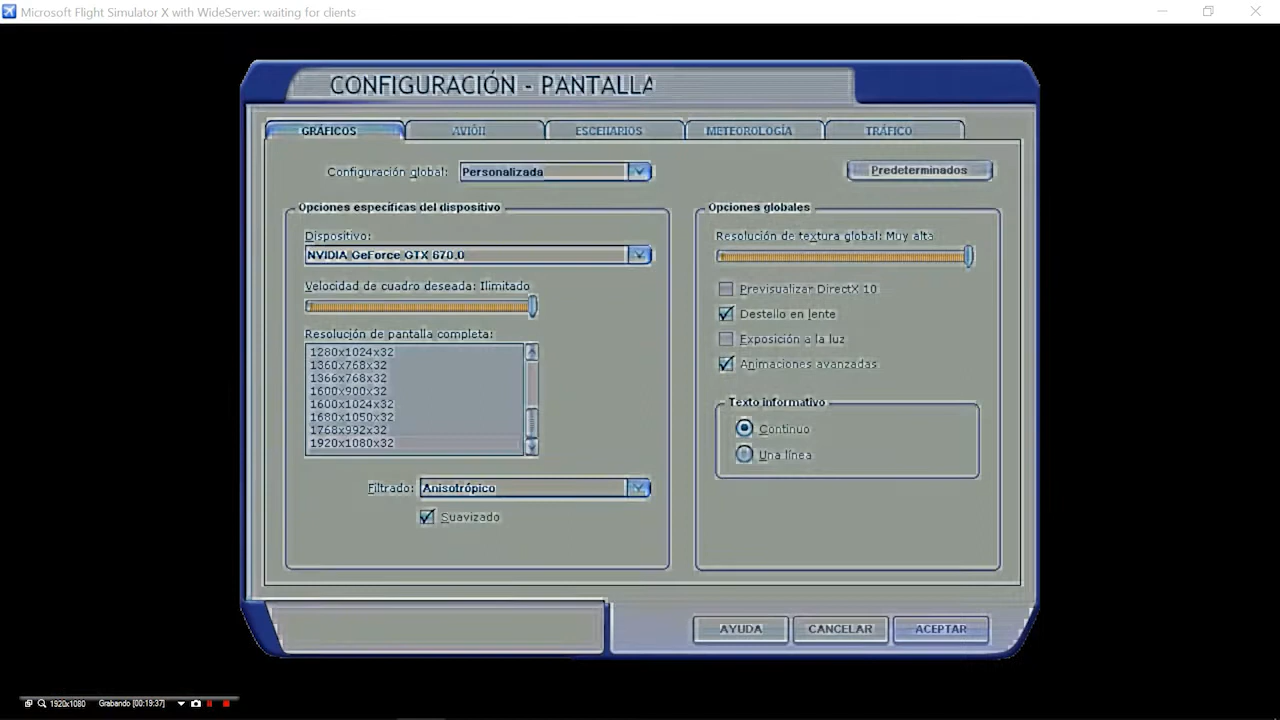 Microsoft Flight Simulator X with WideServer: waiting for clients
CONFIGURACIÓN - PANTALLA
GRÁFICOS
AVIÓN
ESCENARIOS
METEOROLOGÍA
TRÁFICO
Configuración global: Personalizada
Predeterminados
Opciones específicas del dispositivo
Dispositivo:
NVIDIA GeForce GTX 670.0
Velocidad de cuadro deseada: Ilimitado
Resolución de pantalla completa:
1280x1024x32
1360x768x32
1366x768x32
1600x900x32
1600x1024x32
1680x1050x32
1768x992x32
1920x1080x32
Filtrado: Anisotrópico
Suavizado
Opciones globales
Resolución de textura global: Muy alta
Previsualizar DirectX 10
Destello en lente
Exposición a la luz
Animaciones avanzadas
Texto informativo
Continuo
Una línea
AYUDA
CANCELAR
ACEPTAR
1920x1080 Grabando [00:19:37]